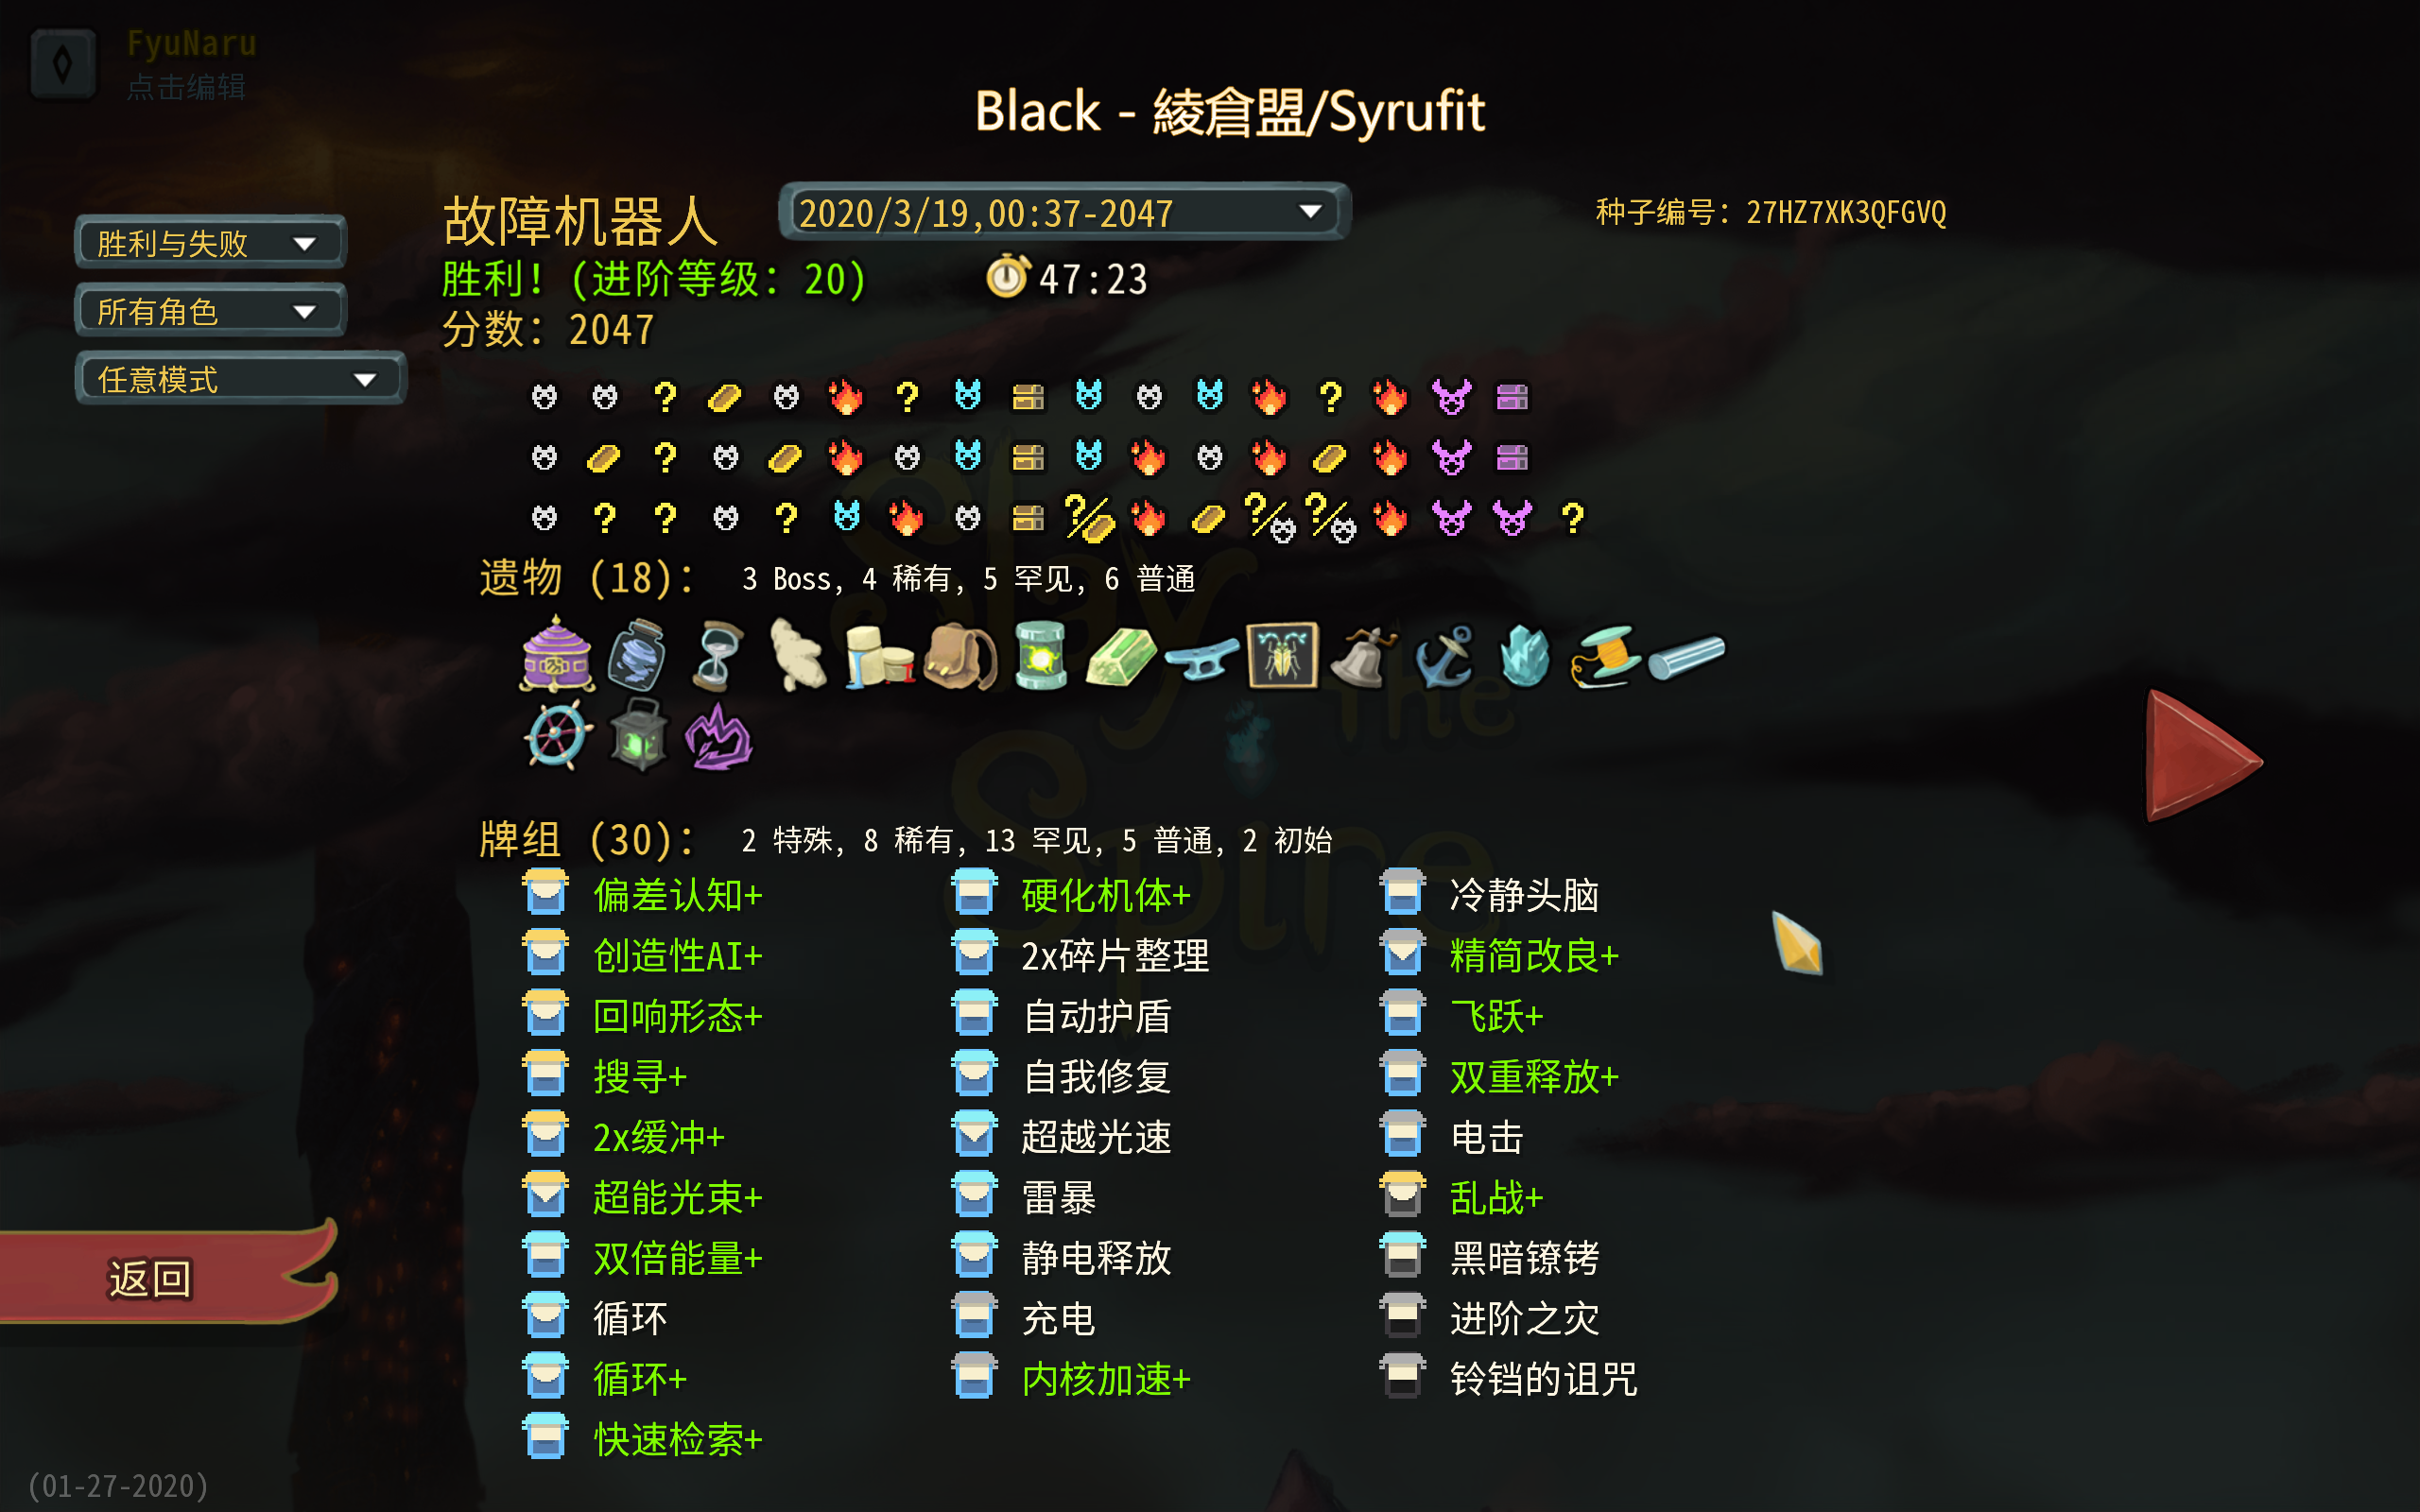 FyuNaru
点击编辑
Black - 綾倉盟/Syrufit
故障机器人
2020/3/19,00:37-2047
种子编号: 27HZ7XK3QFGVQ
胜利与失败
所有角色
任意模式
胜利! (进阶等级: 20)
47:23
分数: 2047
遗物 (18):
3 Boss, 4 稀有, 5 罕见, 6 普通
Slay
the
Spire
牌组 (30):
2 特殊, 8 稀有, 13 罕见, 5 普通, 2 初始
偏差认知+
创造性AI+
回响形态+
搜寻+
2x缓冲+
超能光束+
双倍能量+
循环
循环+
快速检索+
硬化机体+
2x碎片整理
自动护盾
自我修复
超越光速
雷暴
静电释放
充电
内核加速+
冷静头脑
精简改良+
飞跃+
双重释放+
电击
乱战+
黑暗镣铐
进阶之灾
铃铛的诅咒
返回
(01-27-2020)